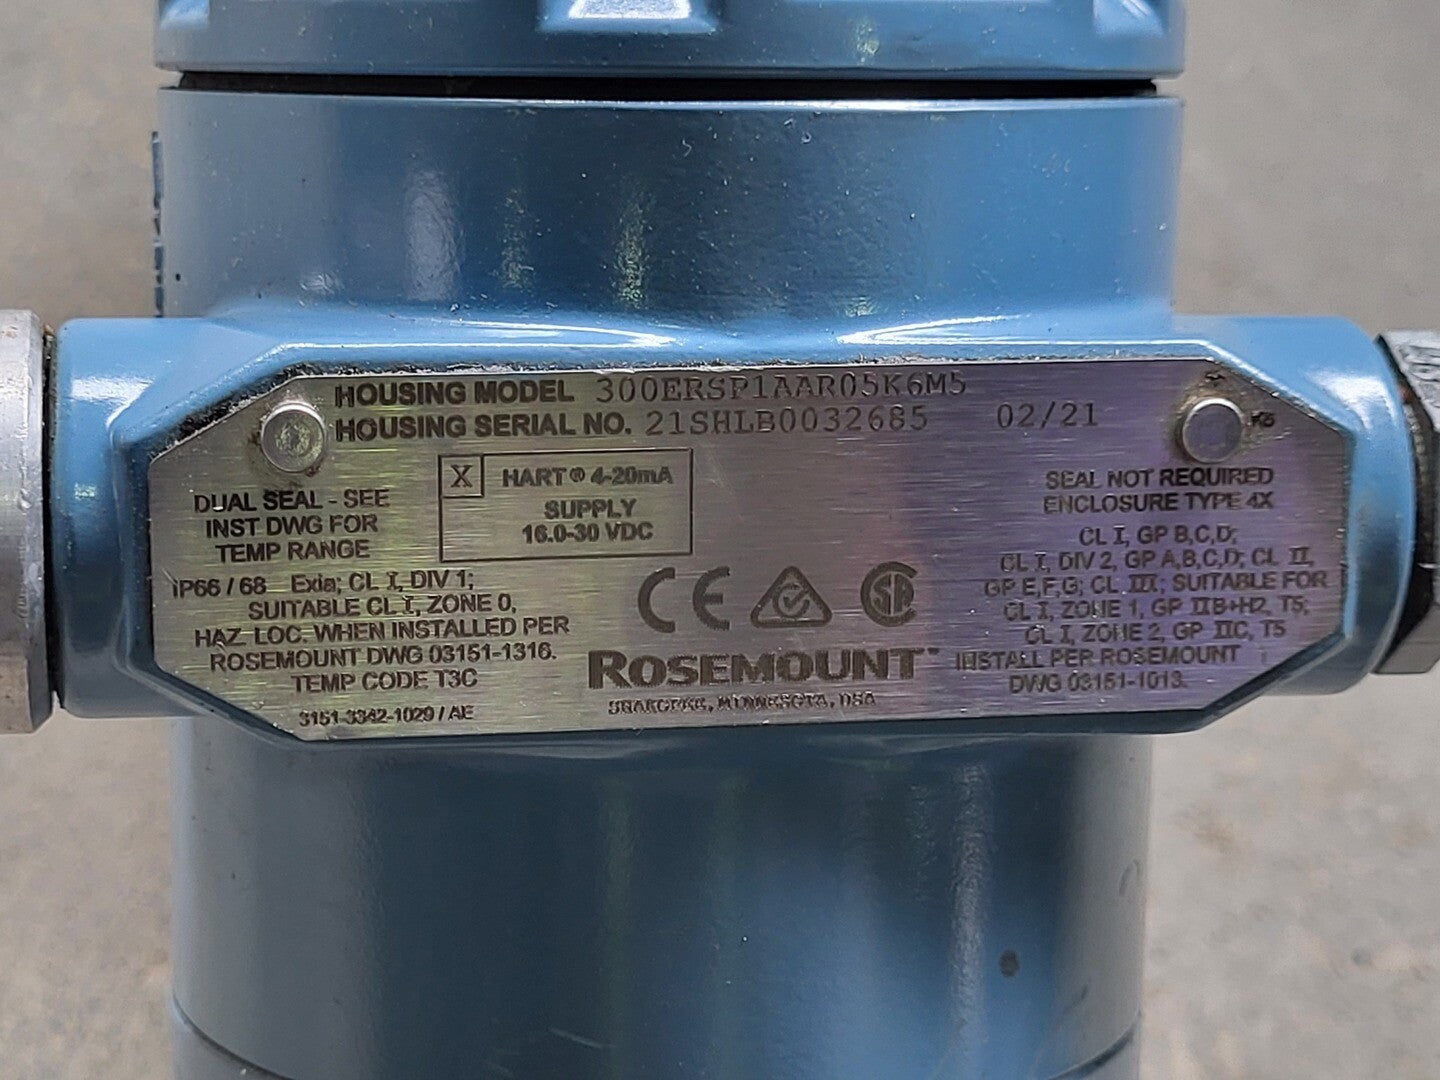 HOUSING MODEL 300ERSP1AAR05K6M5
HOUSING SERIAL NO. 21SHLB0032685 02/21
X HART® 4-20mA
SUPPLY
16.0-30 VDC
DUAL SEAL - SEE
INST DWG FOR
TEMP RANGE
IP66 / 68 Exia; CL I, DIV 1;
SUITABLE CL I, ZONE 0,
HAZ. LOC. WHEN INSTALLED PER
ROSEMOUNT DWG 03151-1316.
TEMP CODE T3C
3151-3342-1029 / AE
CE
ROSEMOUNT
SHAKOPEE, MINNESOTA, USA
SEAL NOT REQUIRED
ENCLOSURE TYPE 4X
CL I, GP B,C,D;
CL I, DIV 2, GP A,B,C,D; CL II,
GP E,F,G; CL III; SUITABLE FOR
CL I, ZONE 1, GP IIB+H2, T5;
CL I, ZONE 2, GP IIC, T5
INSTALL PER ROSEMOUNT
DWG 03151-1013.